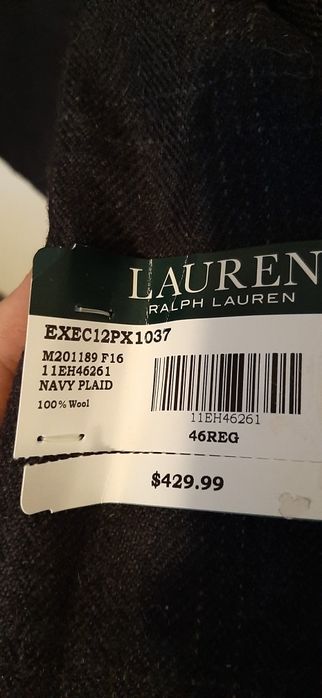 LAUREN
RALPH LAUREN
EXEC12PX1037
M201189 F16
11EH46261
NAVY PLAID
100% Wool
11EH46261
46REG
$429.99